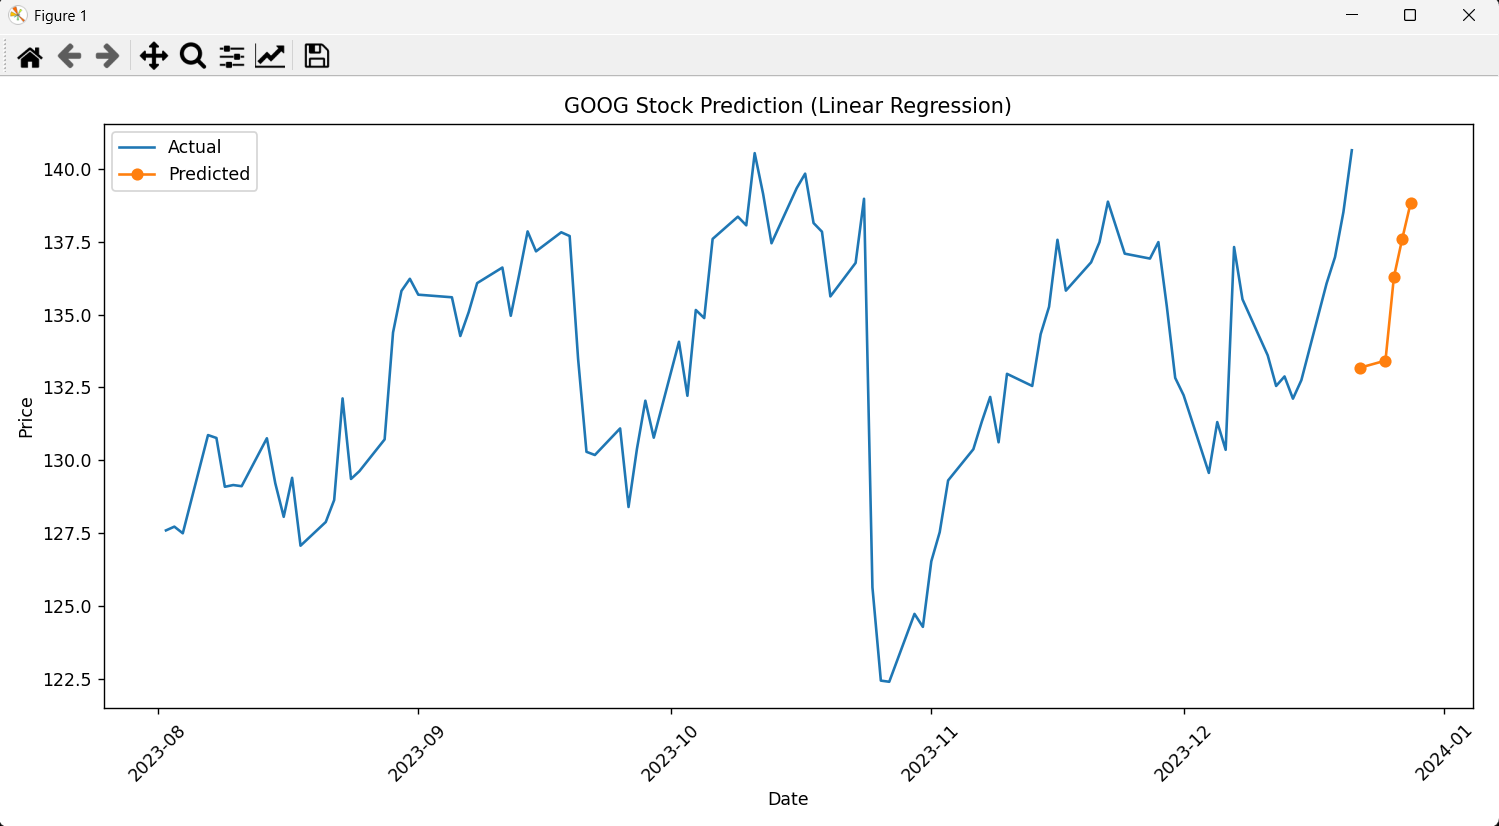 Figure 1
GOOG Stock Prediction (Linear Regression)
Actual
Predicted
140.0
137.5
135.0
132.5
130.0
127.5
125.0
122.5
Price
2023-08
2023-09
2023-10
2023-11
2023-12
2024-01
Date